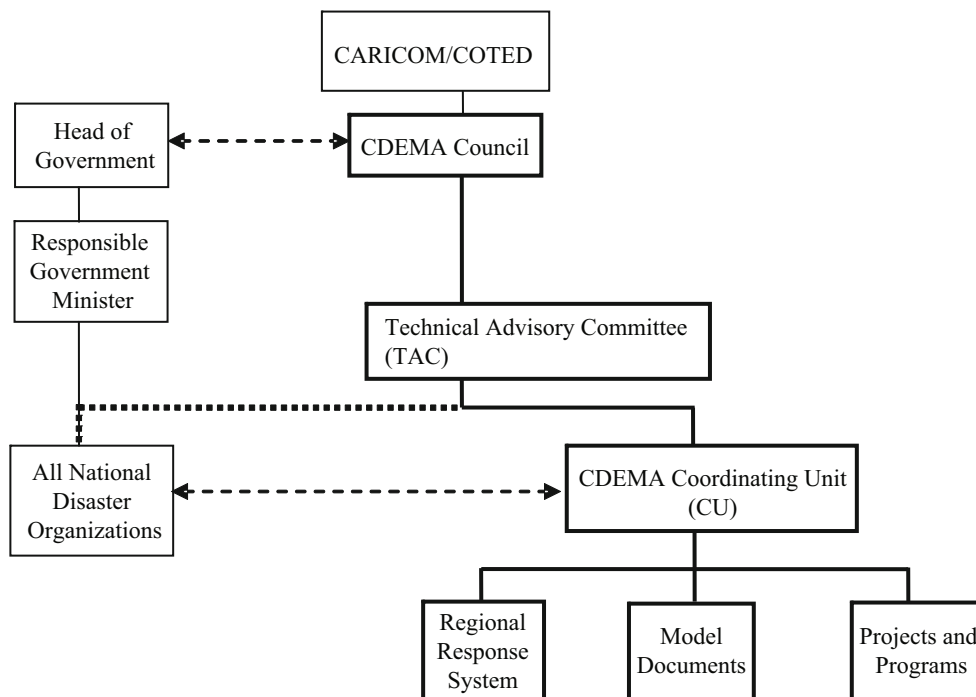 CARICOM/COTED
Head of
Government
CDEMA Council
Responsible
Government
Minister
Technical Advisory Committee
(TAC)
All National
Disaster
Organizations
CDEMA Coordinating Unit
(CU)
Regional
Response
System
Model
Documents
Projects and
Programs